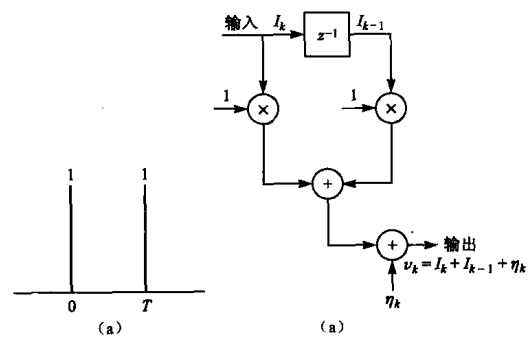 输入 I_k z^{-1} I_{k-1}
1 × 1 ×
+
+ 输出
v_k = I_k + I_{k-1} + η_k
η_k
(a)
1 1
0 T
(a)